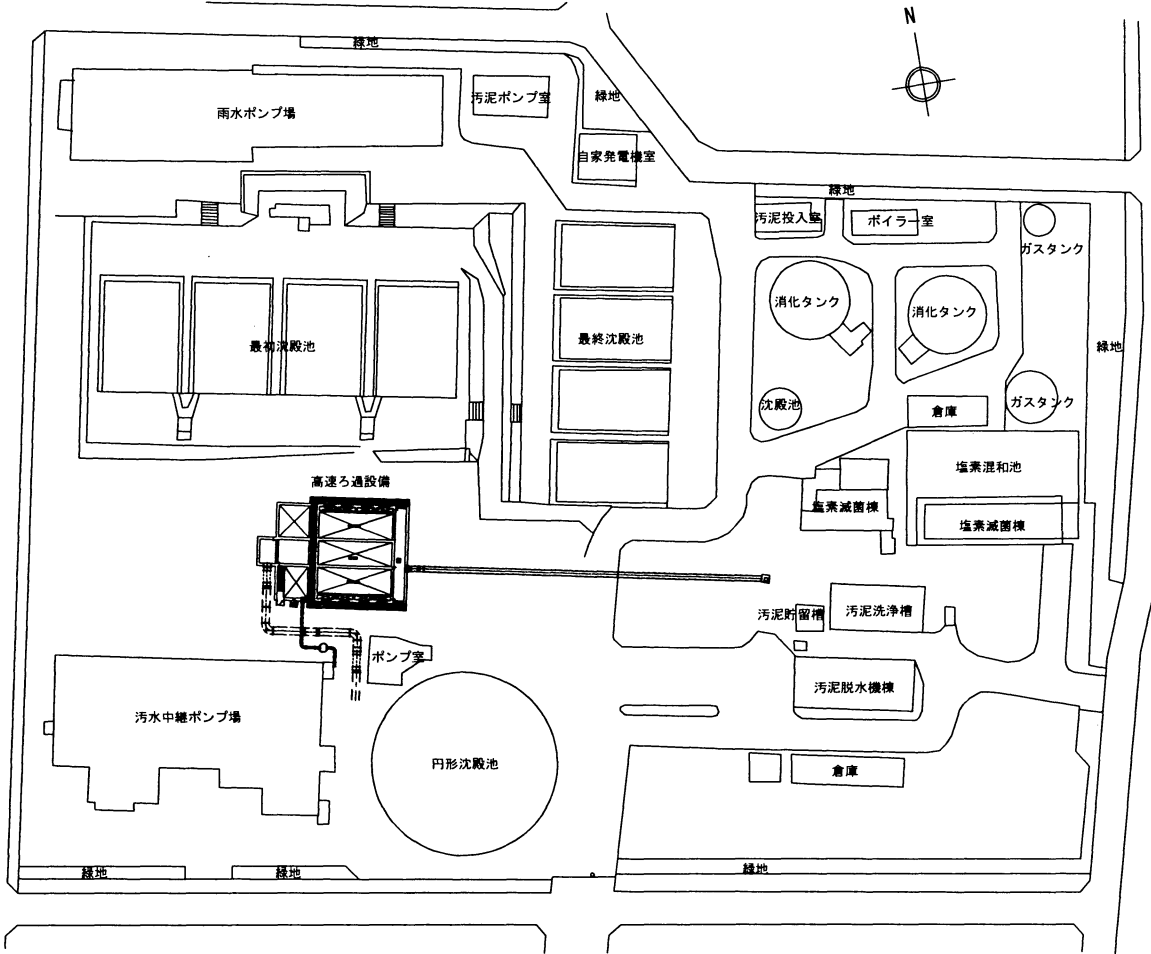 N
緑地
雨水ポンプ場
汚泥ポンプ室
緑地
自家発電機室
緑地
汚泥投入室
ボイラー室
ガスタンク
消化タンク
消化タンク
最初沈殿池
最終沈殿池
緑地
沈殿池
倉庫
ガスタンク
高速ろ過設備
塩素混和池
塩素滅菌棟
塩素滅菌棟
汚泥貯留槽
汚泥洗浄槽
ポンプ室
汚泥脱水機棟
汚水中継ポンプ場
円形沈殿池
倉庫
緑地
緑地
緑地